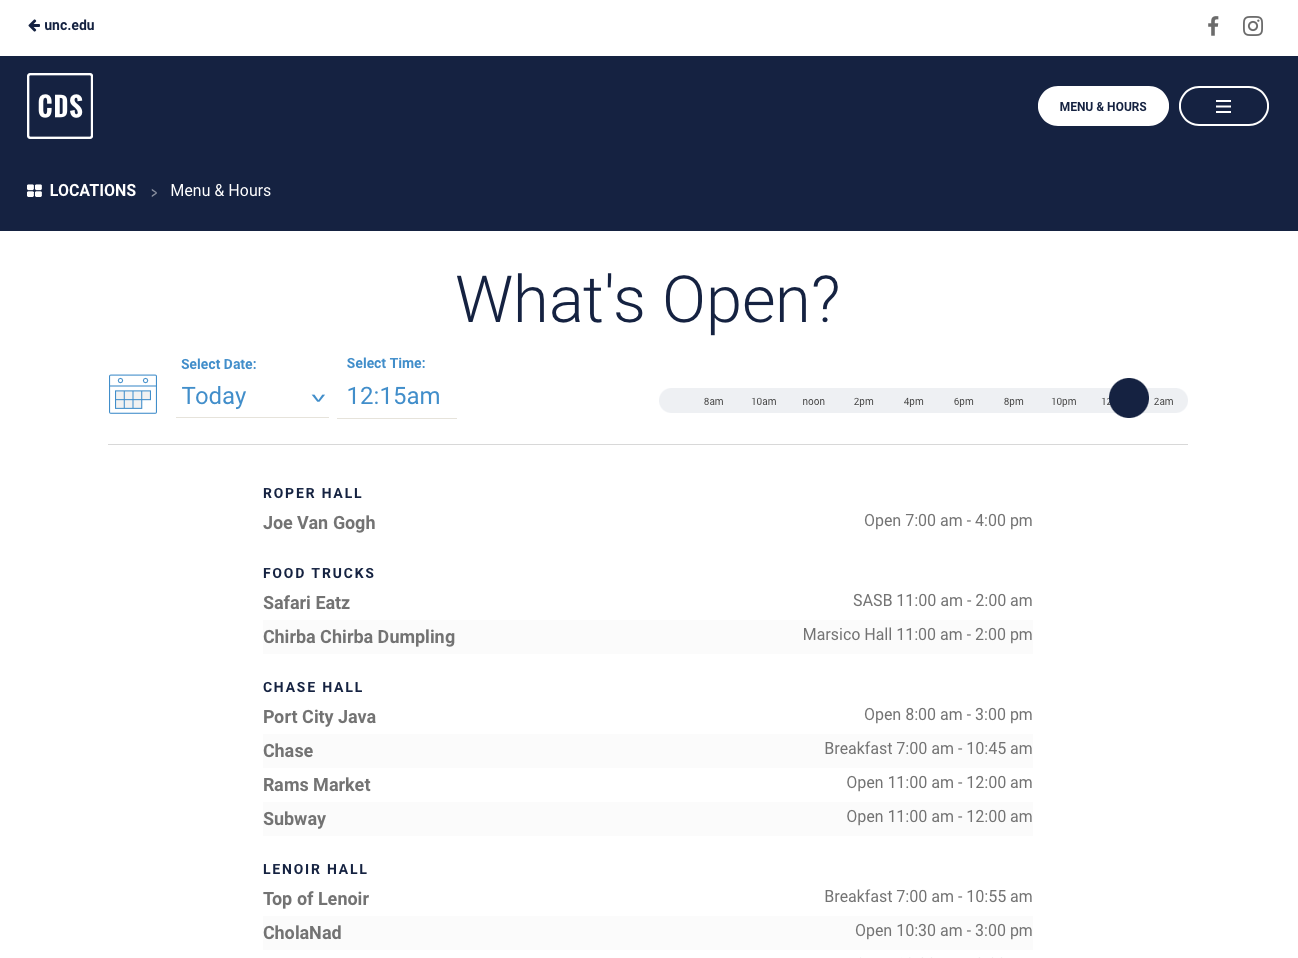 unc.edu
CDS
MENU & HOURS
LOCATIONS > Menu & Hours
What's Open?
Select Date: Select Time:
Today 12:15am
8am 10am noon 2pm 4pm 6pm 8pm 10pm 12 2am
ROPER HALL
Joe Van Gogh Open 7:00 am - 4:00 pm
FOOD TRUCKS
Safari Eatz SASB 11:00 am - 2:00 am
Chirba Chirba Dumpling Marsico Hall 11:00 am - 2:00 pm
CHASE HALL
Port City Java Open 8:00 am - 3:00 pm
Chase Breakfast 7:00 am - 10:45 am
Rams Market Open 11:00 am - 12:00 am
Subway Open 11:00 am - 12:00 am
LENOIR HALL
Top of Lenoir Breakfast 7:00 am - 10:55 am
CholaNad Open 10:30 am - 3:00 pm